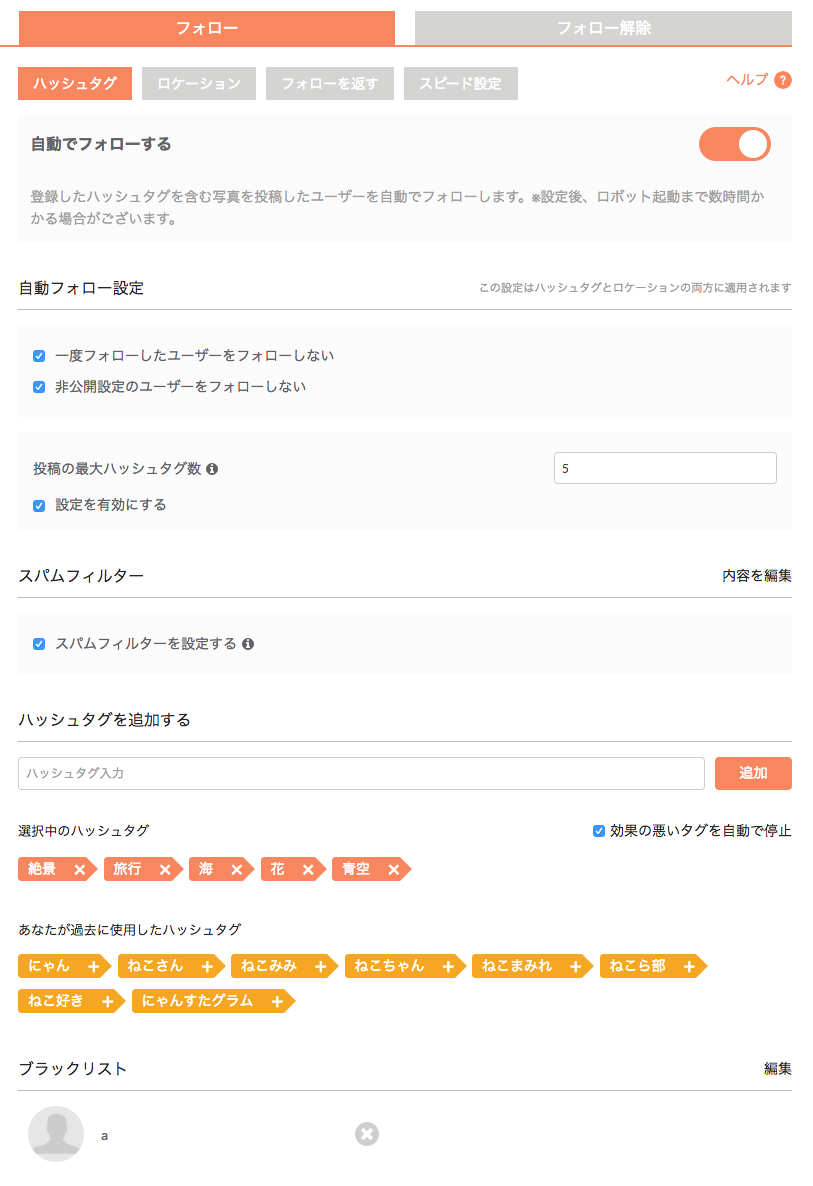 フォロー フォロー解除
ハッシュタグ ロケーション フォローを返す スピード設定 ヘルプ ?
自動でフォローする
登録したハッシュタグを含む写真を投稿したユーザーを自動でフォローします。※設定後、ロボット起動まで数時間か
かる場合がございます。
自動フォロー設定 この設定はハッシュタグとロケーションの両方に適用されます
一度フォローしたユーザーをフォローしない
非公開設定のユーザーをフォローしない
投稿の最大ハッシュタグ数 5
設定を有効にする
スパムフィルター 内容を編集
スパムフィルターを設定する
ハッシュタグを追加する
ハッシュタグ入力 追加
選択中のハッシュタグ 効果の悪いタグを自動で停止
絶景 旅行 海 花 青空
あなたが過去に使用したハッシュタグ
にゃん ねこさん ねこみみ ねこちゃん ねこまみれ ねこら部
ねこ好き にゃんすたグラム
ブラックリスト 編集
a